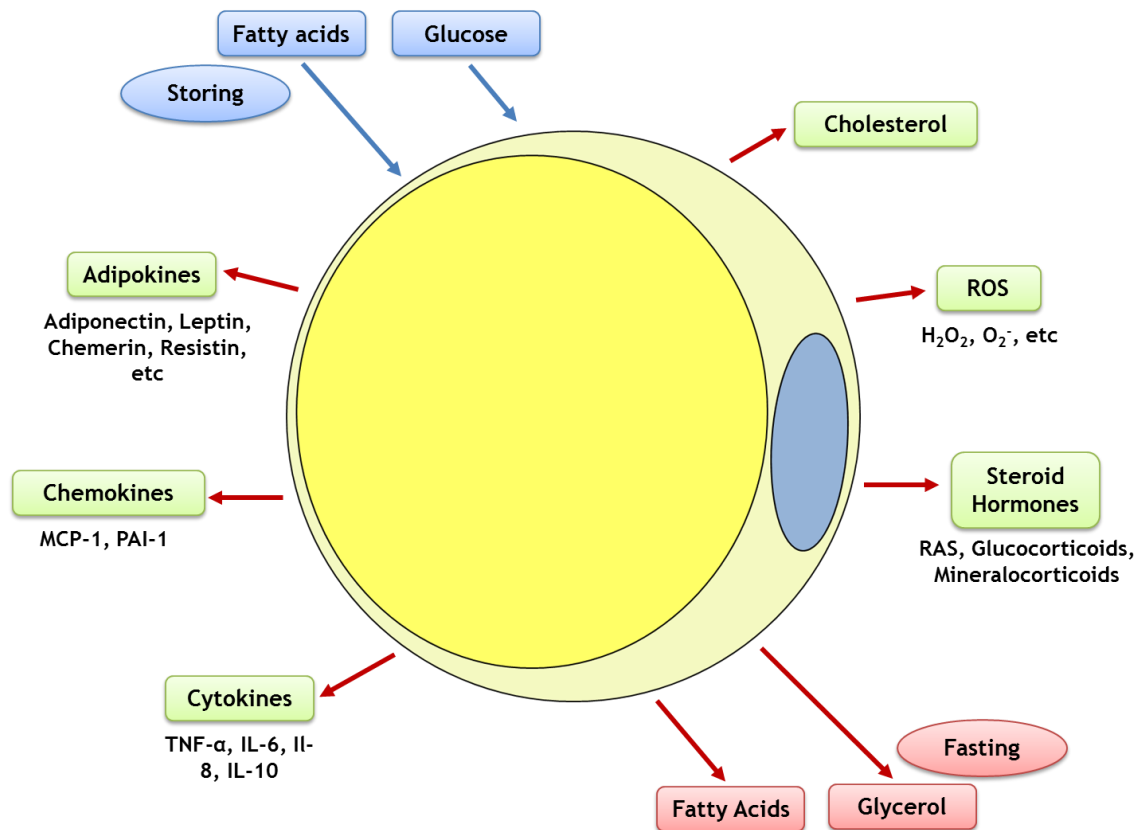 Fatty acids
Glucose
Storing
Cholesterol
Adipokines
Adiponectin, Leptin,
Chemerin, Resistin,
etc
ROS
H₂O₂, O₂⁻, etc
Chemokines
MCP-1, PAI-1
Steroid
Hormones
RAS, Glucocorticoids,
Mineralocorticoids
Cytokines
TNF-α, IL-6, Il-
8, IL-10
Fasting
Fatty Acids
Glycerol